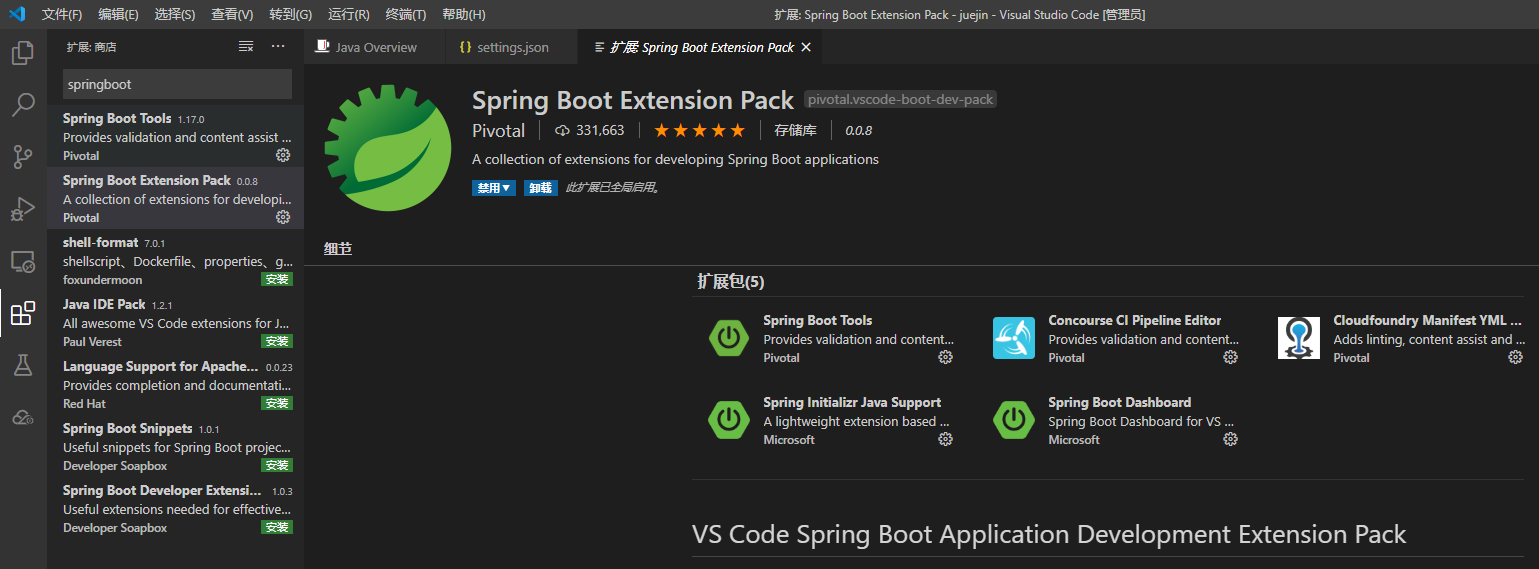 文件(F) 编辑(E) 选择(S) 查看(V) 转到(G) 运行(R) 终端(T) 帮助(H) 扩展: Spring Boot Extension Pack - juejin - Visual Studio Code [管理员]
扩展: 商店
Java Overview
{} settings.json
扩展: Spring Boot Extension Pack
springboot
Spring Boot Tools 1.17.0
Provides validation and content assist ...
Pivotal
Spring Boot Extension Pack 0.0.8
A collection of extensions for developi...
Pivotal
shell-format 7.0.1
shellscript、Dockerfile、properties、g...
foxundermoon 安装
Java IDE Pack 1.2.1
All awesome VS Code extensions for J...
Paul Verest 安装
Language Support for Apache... 0.0.23
Provides completion and documentati...
Red Hat 安装
Spring Boot Snippets 1.0.1
Useful snippets for Spring Boot projec...
Developer Soapbox 安装
Spring Boot Developer Extensi... 1.0.3
Useful extensions needed for effective...
Developer Soapbox 安装
Spring Boot Extension Pack pivotal.vscode-boot-dev-pack
Pivotal 331,663 存储库 0.0.8
A collection of extensions for developing Spring Boot applications
禁用 卸载 此扩展已全局启用。
细节
扩展包(5)
Spring Boot Tools
Provides validation and content...
Pivotal
Concourse CI Pipeline Editor
Provides validation and content...
Pivotal
Cloudfoundry Manifest YML ...
Adds linting, content assist and ...
Pivotal
Spring Initializr Java Support
A lightweight extension based ...
Microsoft
Spring Boot Dashboard
Spring Boot Dashboard for VS ...
Microsoft
VS Code Spring Boot Application Development Extension Pack